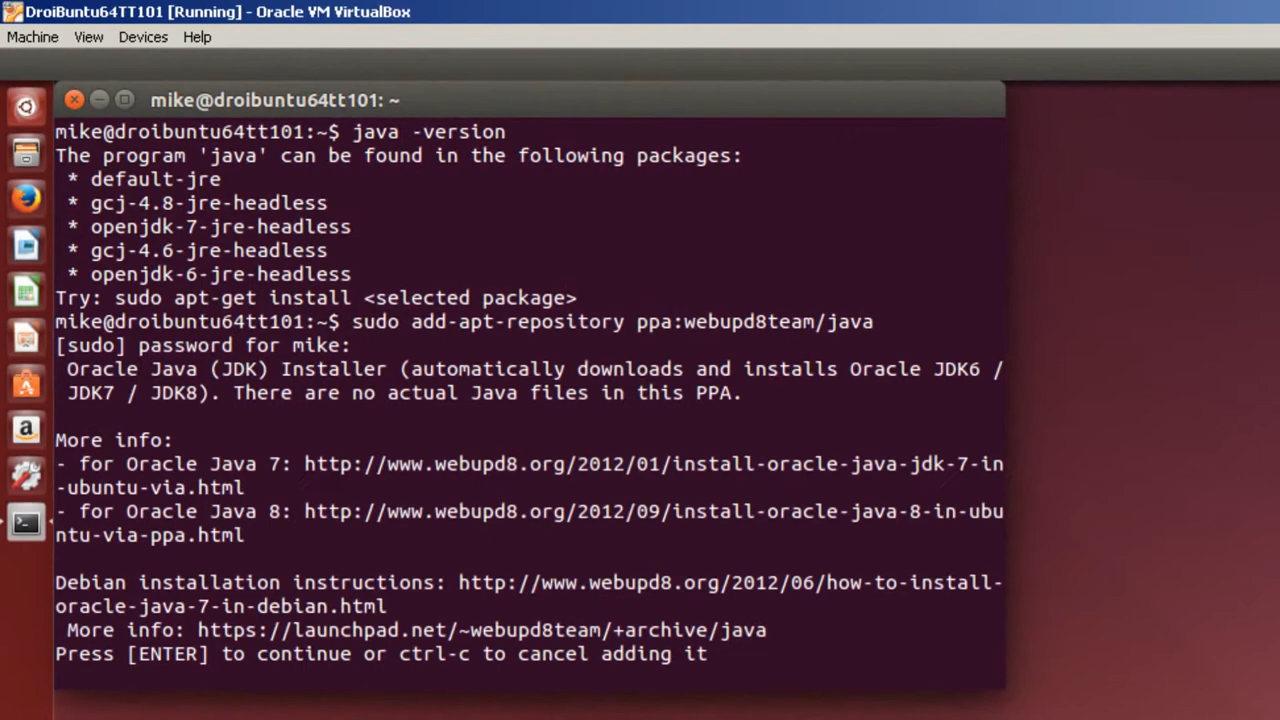 DroiBuntu64TT101 [Running] - Oracle VM VirtualBox
Machine View Devices Help
mike@droibuntu64tt101: ~
mike@droibuntu64tt101:~$ java -version
The program 'java' can be found in the following packages:
* default-jre
* gcj-4.8-jre-headless
* openjdk-7-jre-headless
* gcj-4.6-jre-headless
* openjdk-6-jre-headless
Try: sudo apt-get install <selected package>
mike@droibuntu64tt101:~$ sudo add-apt-repository ppa:webupd8team/java
[sudo] password for mike:
Oracle Java (JDK) Installer (automatically downloads and installs Oracle JDK6 /
JDK7 / JDK8). There are no actual Java files in this PPA.
More info:
- for Oracle Java 7: http://www.webupd8.org/2012/01/install-oracle-java-jdk-7-in
-ubuntu-via.html
- for Oracle Java 8: http://www.webupd8.org/2012/09/install-oracle-java-8-in-ubu
ntu-via-ppa.html
Debian installation instructions: http://www.webupd8.org/2012/06/how-to-install-
oracle-java-7-in-debian.html
More info: https://launchpad.net/~webupd8team/+archive/java
Press [ENTER] to continue or ctrl-c to cancel adding it